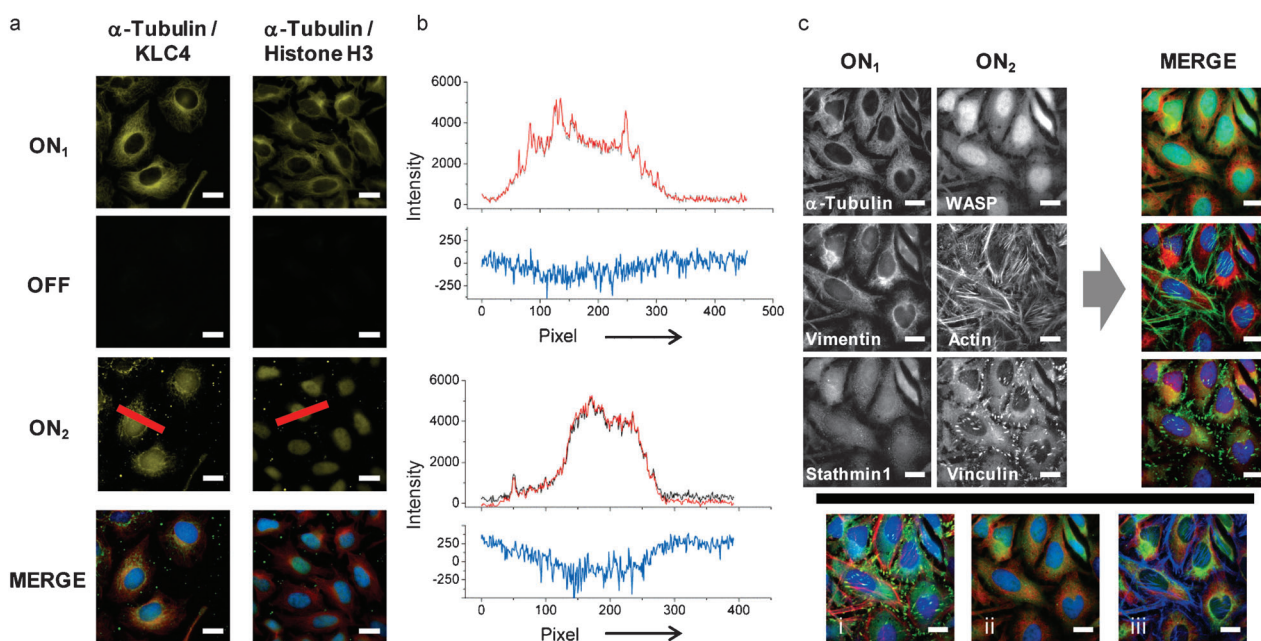 a
α-Tubulin /
KLC4
α-Tubulin /
Histone H3
ON₁
OFF
ON₂
MERGE
b
6000
4000
2000
0
Intensity
250
0
-250
0 100 200 300 400 500
Pixel
6000
4000
2000
0
Intensity
250
0
-250
0 100 200 300 400
Pixel
c
ON₁ ON₂ MERGE
α-Tubulin WASP
Vimentin Actin
Stathmin1 Vinculin
i ii iii